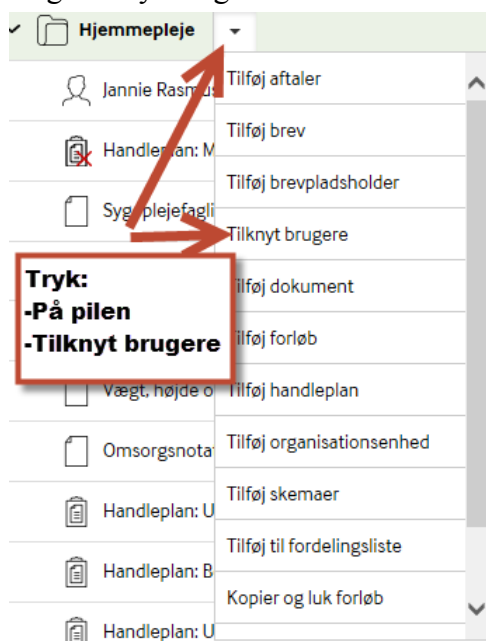 Hjemmepleje
Jannie Rasmus
Handleplan: M
Sygeplejefagli
Vægt, højde o
Omsorgsnota
Handleplan: U
Handleplan: B
Handleplan: U
Tilføj aftaler
Tilføj brev
Tilføj brevpladsholder
Tilknyt brugere
Tilføj dokument
Tilføj forløb
Tilføj handleplan
Tilføj organisationsenhed
Tilføj skemaer
Tilføj til fordelingsliste
Kopier og luk forløb
Tryk:
-På pilen
-Tilknyt brugere